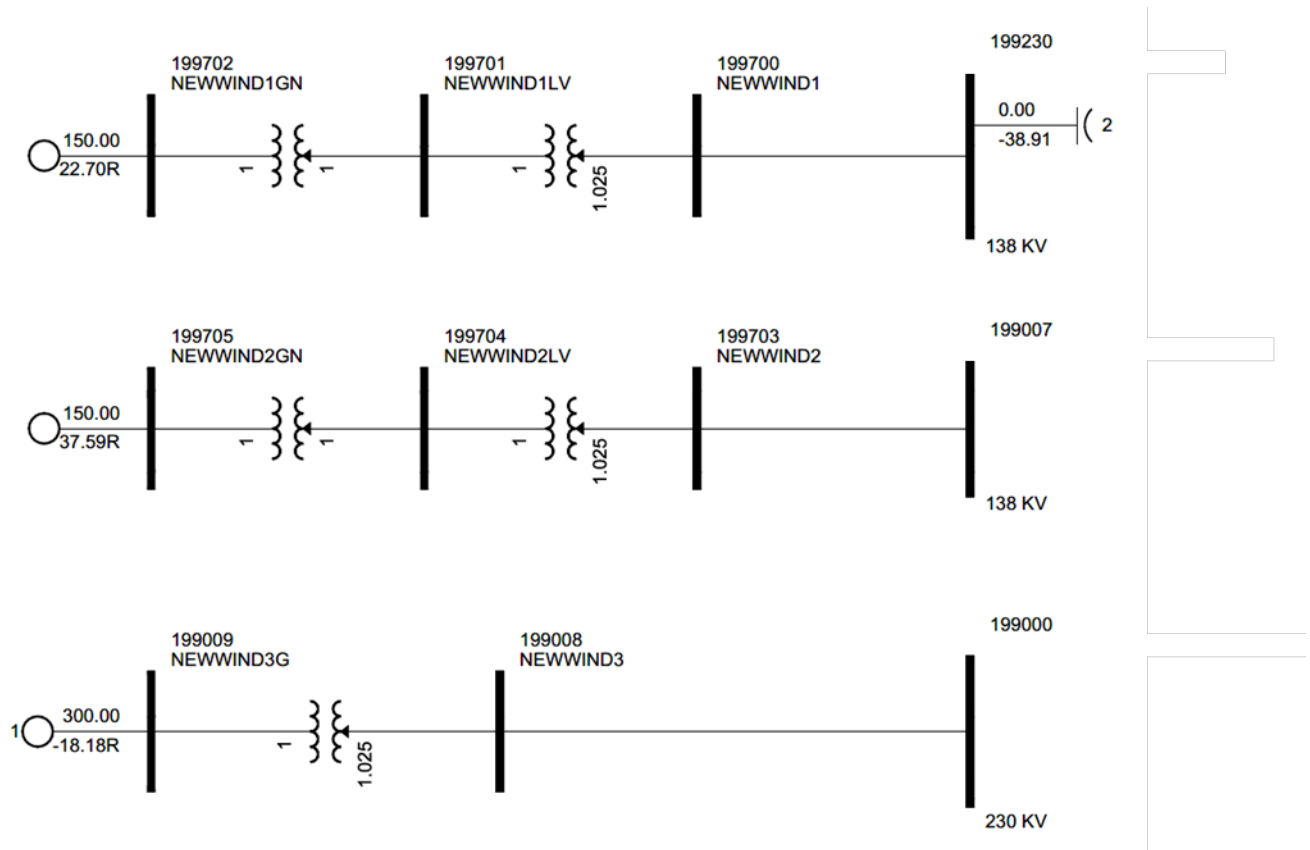 199702
NEWWIND1GN
199701
NEWWIND1LV
199700
NEWWIND1
199230
150.00
22.70R
1
1
1
1.025
0.00
-38.91
2
138 KV
199705
NEWWIND2GN
199704
NEWWIND2LV
199703
NEWWIND2
199007
150.00
37.59R
1
1
1
1.025
138 KV
199009
NEWWIND3G
199008
NEWWIND3
199000
1
300.00
-18.18R
1
1.025
230 KV